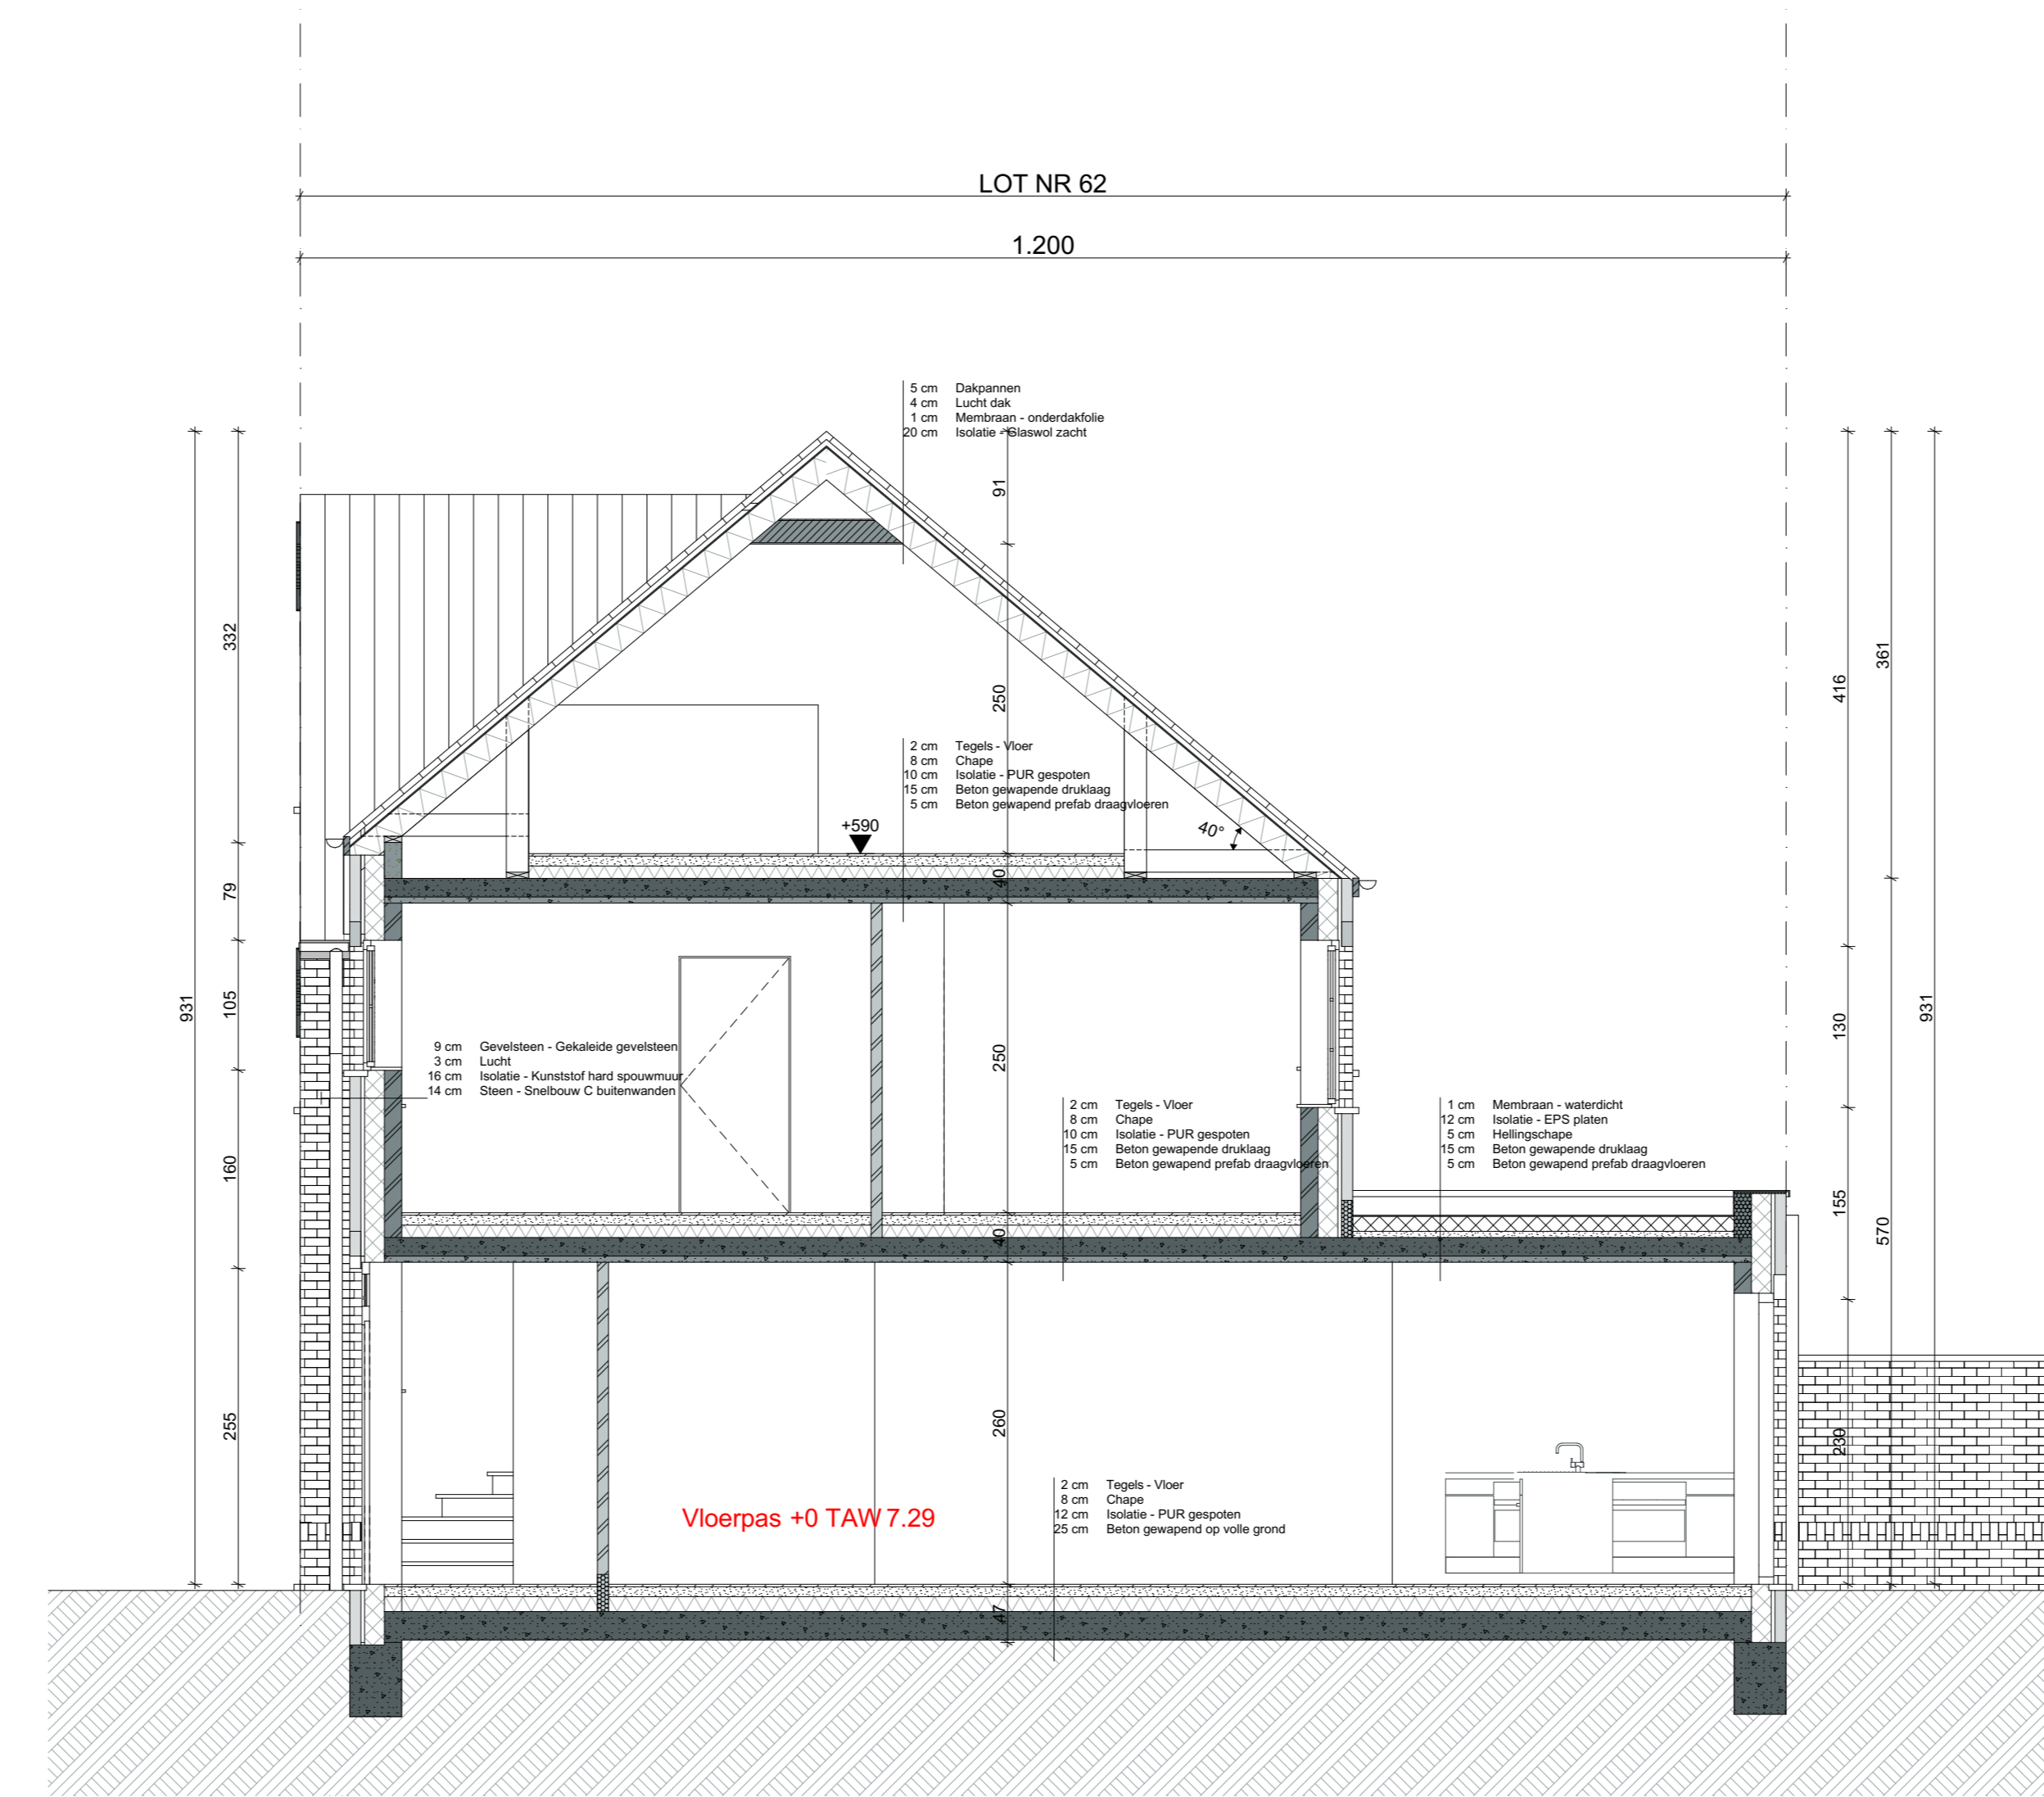 LOT NR 62
1.200
5 cm Dakpannen
4 cm Lucht dak
1 cm Membraan - onderdakfolie
20 cm Isolatie - Glaswol zacht
91
332
361
416
250
2 cm Tegels - Vloer
8 cm Chape
10 cm Isolatie - PUR gespoten
15 cm Beton gewapende druklaag
5 cm Beton gewapend prefab draagvloeren
+590
40°
79
40
931
105
931
130
250
9 cm Gevelsteen - Gekaleide gevelsteen
3 cm Lucht
16 cm Isolatie - Kunststof hard spouwmuur
14 cm Steen - Snelbouw C buitenwanden
2 cm Tegels - Vloer
8 cm Chape
10 cm Isolatie - PUR gespoten
15 cm Beton gewapende druklaag
5 cm Beton gewapend prefab draagvloeren
1 cm Membraan - waterdicht
12 cm Isolatie - EPS platen
5 cm Hellingschape
15 cm Beton gewapende druklaag
5 cm Beton gewapend prefab draagvloeren
160
155
570
40
255
260
230
2 cm Tegels - Vloer
8 cm Chape
12 cm Isolatie - PUR gespoten
25 cm Beton gewapend op volle grond
Vloerpas +0 TAW 7.29
47